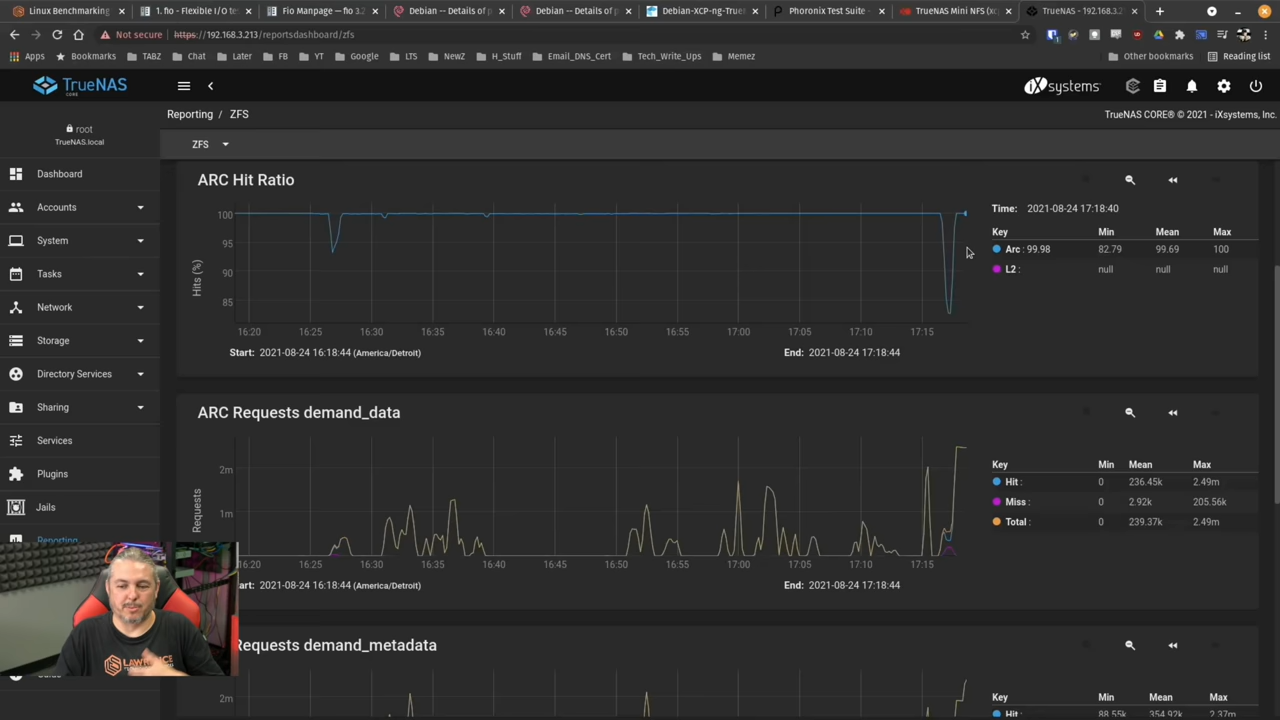 Linux Benchmarking
1. fio - Flexible I/O t
Fio Manpage — fio 3.
Debian -- Details of p
Debian -- Details of p
Debian-XCP-ng-True
Phoronix Test Suite -
TrueNAS Mini NFS (xc
TrueNAS - 192.168.3
Not secure https://192.168.3.213/reportsdashboard/zfs
Apps Bookmarks TABZ Chat Later FB YT Google LTS NewZ H_Stuff Email_DNS_Cert Tech_Write_Ups Memez Other bookmarks Reading list
TrueNAS CORE
iXsystems
root
TrueNAS.local
Reporting / ZFS
TrueNAS CORE® © 2021 - iXsystems, Inc.
ZFS
Dashboard
Accounts
System
Tasks
Network
Storage
Directory Services
Sharing
Services
Plugins
Jails
Reporting
ARC Hit Ratio
Hits (%)
100
95
90
85
16:20 16:25 16:30 16:35 16:40 16:45 16:50 16:55 17:00 17:05 17:10 17:15
Start: 2021-08-24 16:18:44 (America/Detroit)
End: 2021-08-24 17:18:44
Time: 2021-08-24 17:18:40
Key Min Mean Max
Arc : 99.98 82.79 99.69 100
L2 : null null null
ARC Requests demand_data
Requests
2m
1m
16:20 16:25 16:30 16:35 16:40 16:45 16:50 16:55 17:00 17:05 17:10 17:15
2021-08-24 16:18:44 (America/Detroit)
End: 2021-08-24 17:18:44
Key Min Mean Max
Hit : 0 236.45k 2.49m
Miss : 0 2.92k 205.56k
Total : 0 239.37k 2.49m
Requests demand_metadata
2m
Key Min Mean Max
Hit : 88.55k 354.92k 2.37m
LAWRENCE